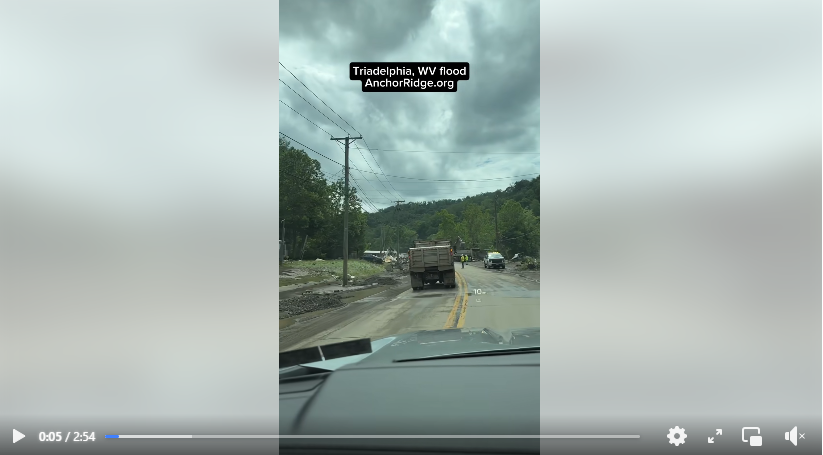 Triadelphia, WV flood
AnchorRidge.org
10
0:05 / 2:54